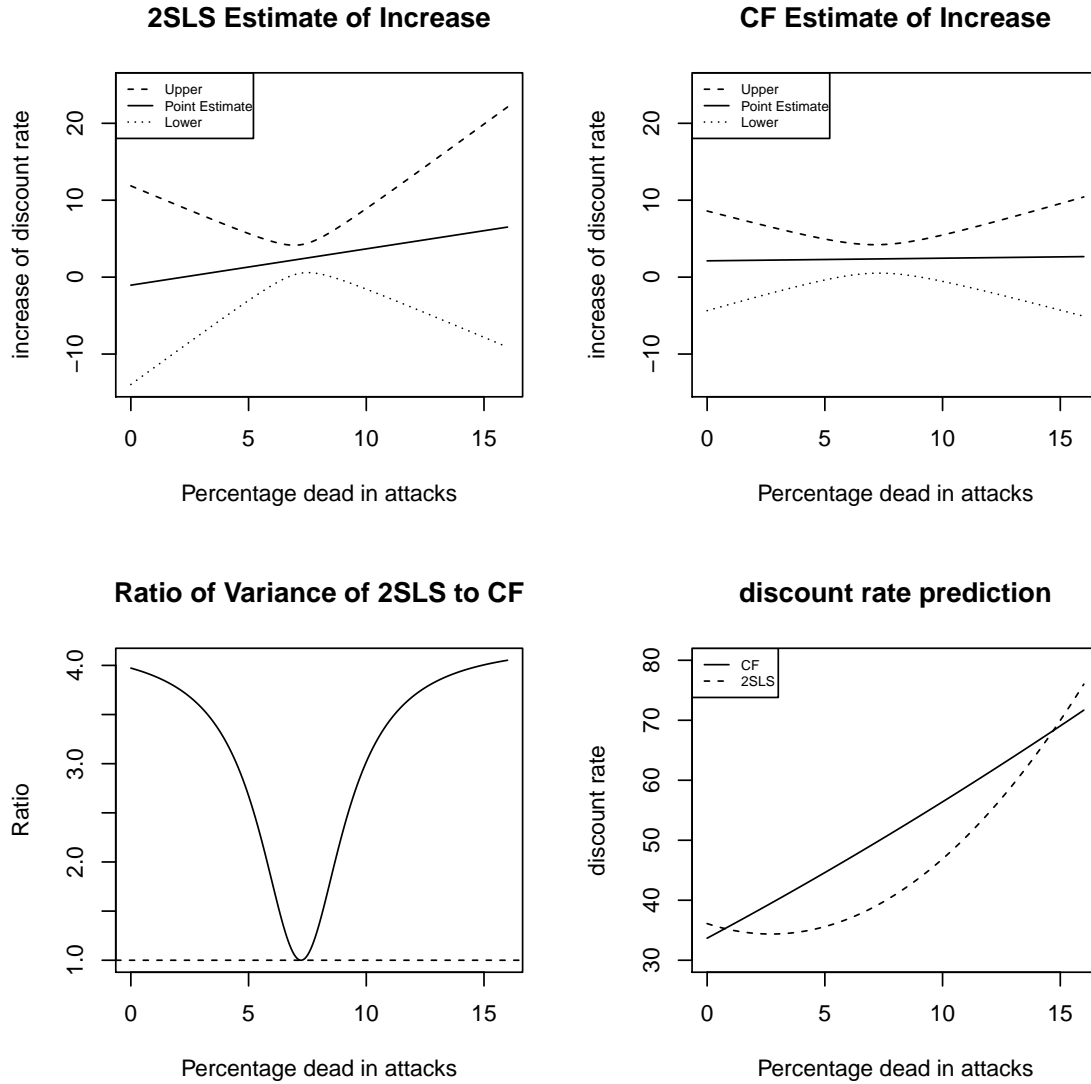 2SLS Estimate of Increase
Upper
Point Estimate
Lower
increase of discount rate
20
10
0
−10
0 5 10 15
Percentage dead in attacks
CF Estimate of Increase
Upper
Point Estimate
Lower
increase of discount rate
20
10
0
−10
0 5 10 15
Percentage dead in attacks
Ratio of Variance of 2SLS to CF
Ratio
4.0
3.0
2.0
1.0
0 5 10 15
Percentage dead in attacks
discount rate prediction
CF
2SLS
discount rate
80
70
60
50
40
30
0 5 10 15
Percentage dead in attacks